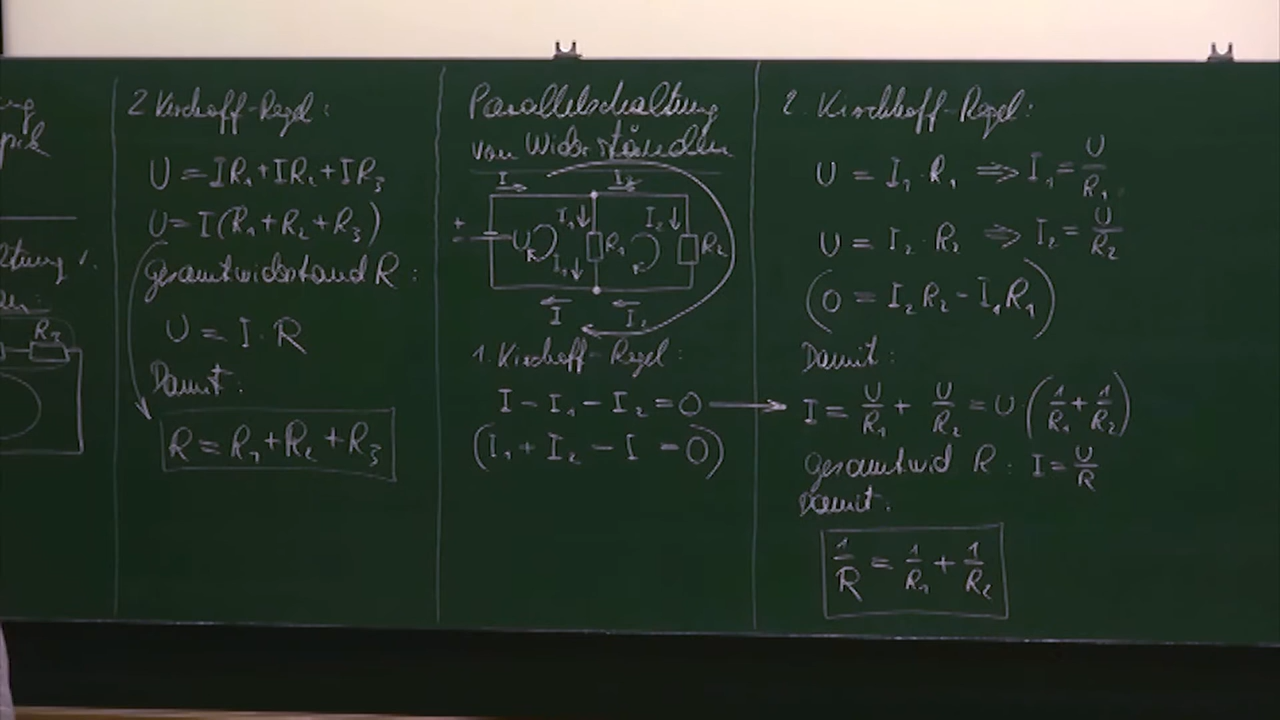 R₃
2 Kirchoff-Regel:
U = IR₁ + IR₂ + IR₃
U = I(R₁ + R₂ + R₃)
Gesamtwiderstand R:
U = I · R
Damit:
R = R₁ + R₂ + R₃
Parallelschaltung
von Widerständen
I I₂
+ U I₁ R₁ I₂ R₂
I₁
I I₂
1. Kirchoff-Regel:
I - I₁ - I₂ = 0
(I₁ + I₂ - I = 0)
2. Kirchhoff-Regel:
U = I₁ · R₁ ⇒ I₁ = U/R₁
U = I₂ · R₂ ⇒ I₂ = U/R₂
(0 = I₂R₂ - I₁R₁)
Damit:
I = U/R₁ + U/R₂ = U (1/R₁ + 1/R₂)
Gesamtwid R: I = U/R
Damit:
1/R = 1/R₁ + 1/R₂